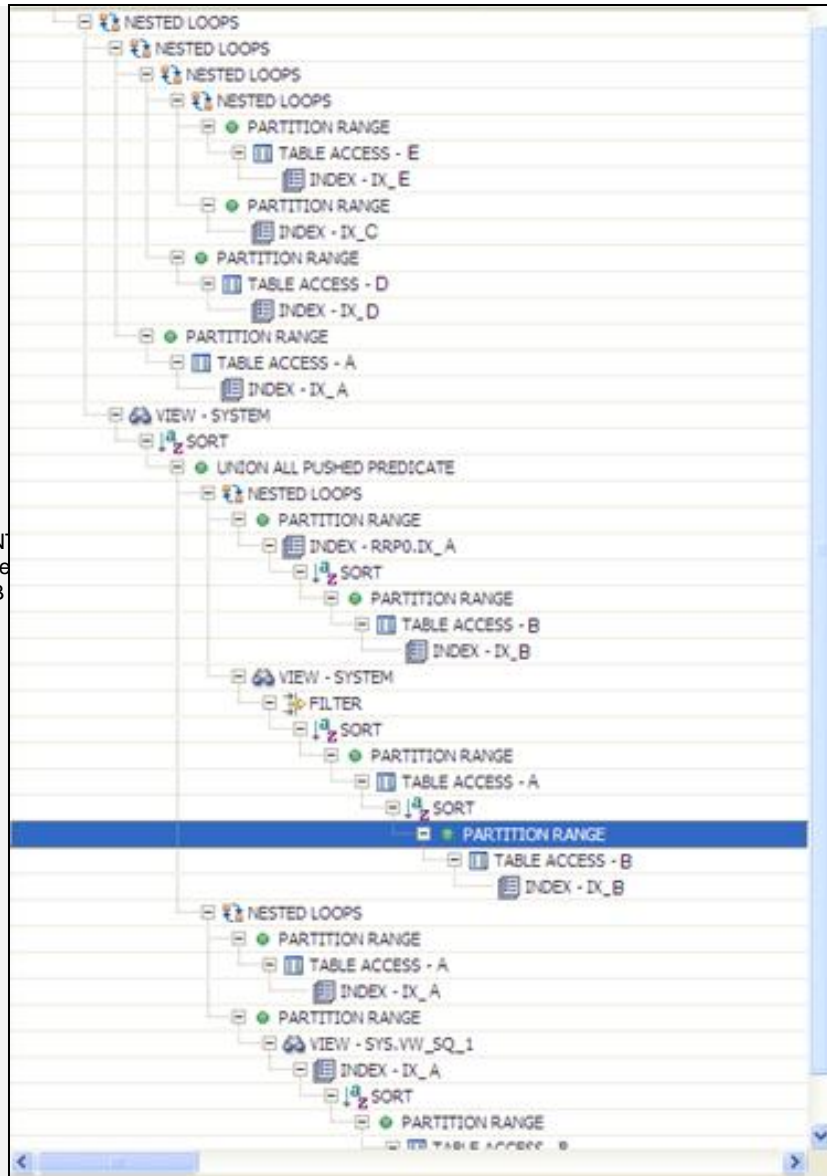 NESTED LOOPS
NESTED LOOPS
NESTED LOOPS
NESTED LOOPS
PARTITION RANGE
TABLE ACCESS - E
INDEX - IX_E
PARTITION RANGE
INDEX - IX_C
PARTITION RANGE
TABLE ACCESS - D
INDEX - IX_D
PARTITION RANGE
TABLE ACCESS - A
INDEX - IX_A
VIEW - SYSTEM
SORT
UNION ALL PUSHED PREDICATE
NESTED LOOPS
PARTITION RANGE
INDEX - RRP0.IX_A
SORT
PARTITION RANGE
TABLE ACCESS - B
INDEX - IX_B
VIEW - SYSTEM
FILTER
SORT
PARTITION RANGE
TABLE ACCESS - A
SORT
PARTITION RANGE
TABLE ACCESS - B
INDEX - IX_B
NESTED LOOPS
PARTITION RANGE
TABLE ACCESS - A
INDEX - IX_A
PARTITION RANGE
VIEW - SYS.VW_SQ_1
INDEX - IX_A
SORT
PARTITION RANGE
TABLE ACCESS - B